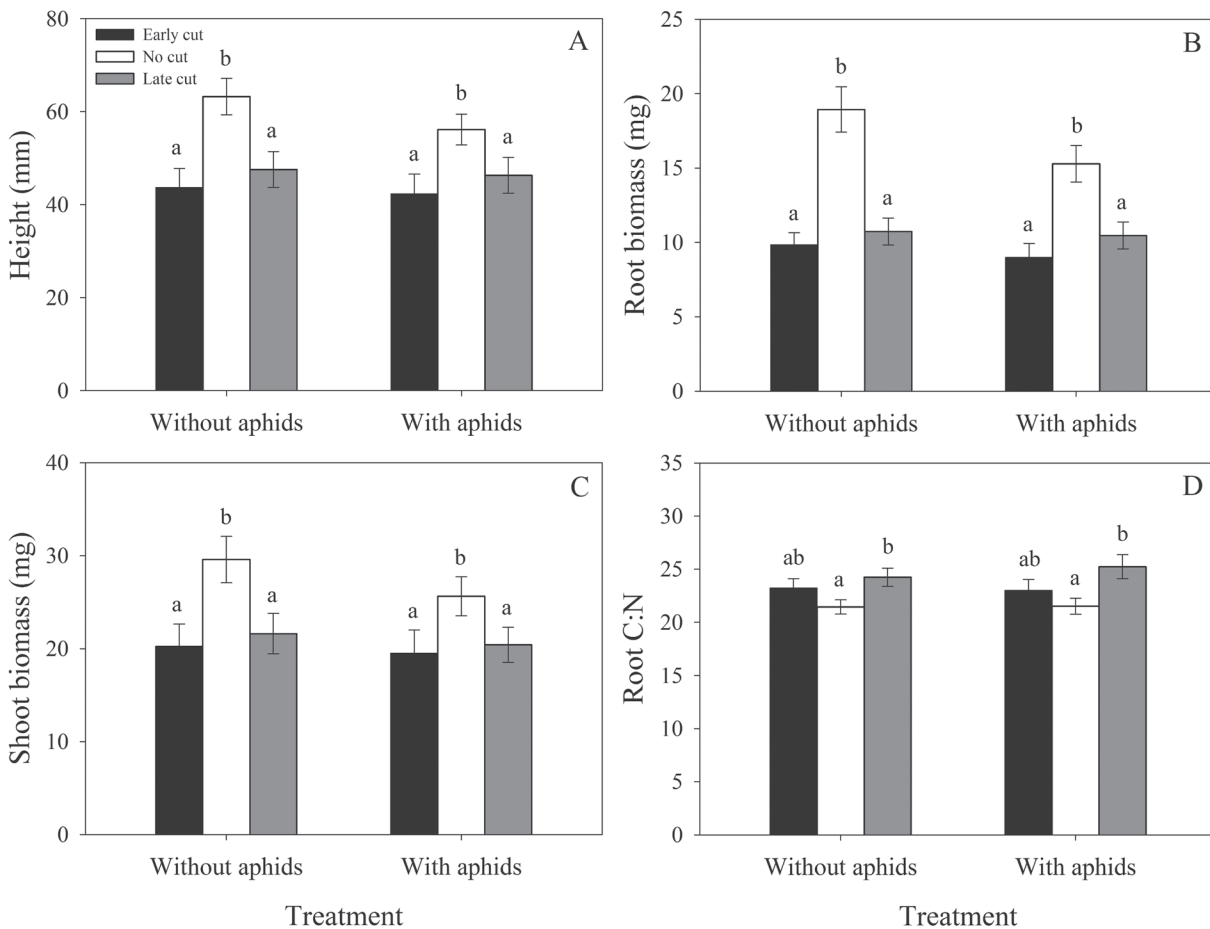 80
60
40
20
0
Height (mm)
Early cut
No cut
Late cut
A
a
b
a
a
b
a
Without aphids
With aphids
25
20
15
10
5
0
Root biomass (mg)
B
a
b
a
a
b
a
Without aphids
With aphids
40
30
20
10
0
Shoot biomass (mg)
C
a
b
a
a
b
a
Without aphids
With aphids
Treatment
35
30
25
20
15
10
5
0
Root C:N
D
ab
a
b
ab
a
b
Without aphids
With aphids
Treatment